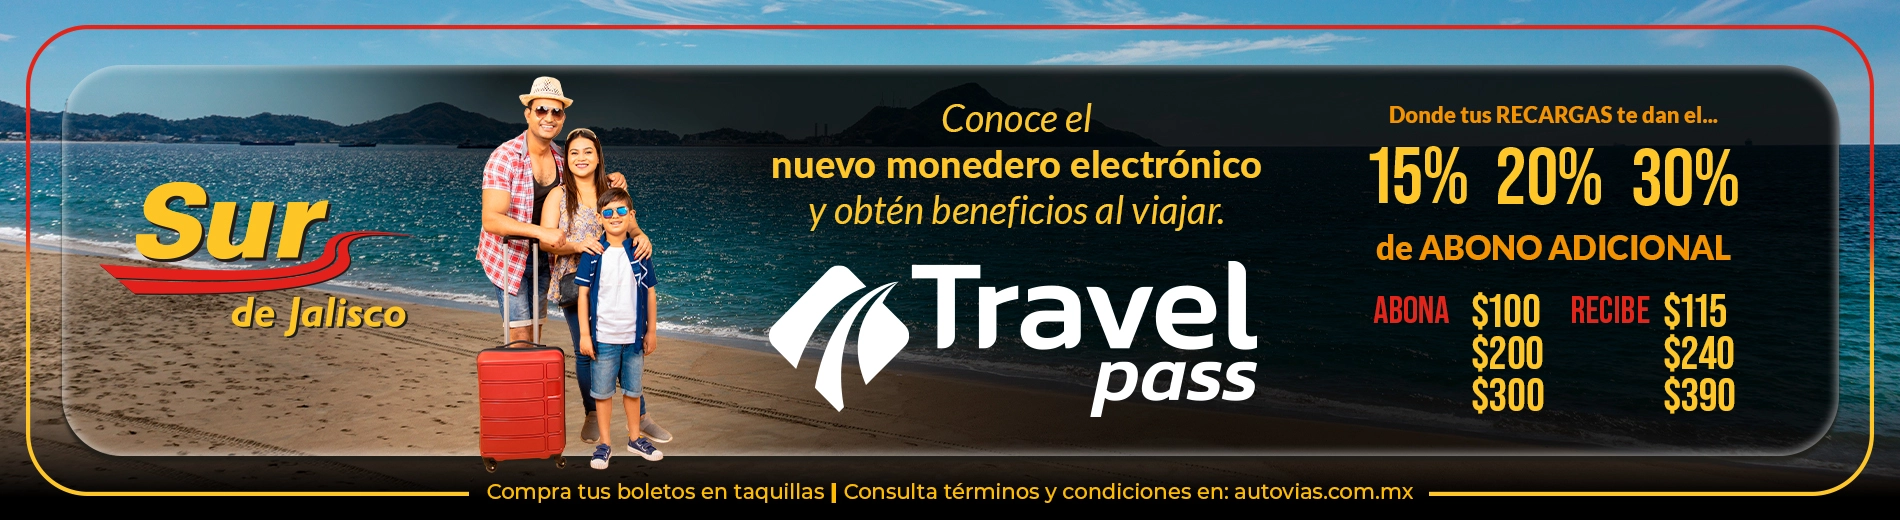 Sur
de Jalisco
Conoce el
nuevo monedero electrónico
y obtén beneficios al viajar.
Travel
pass
Donde tus RECARGAS te dan el...
15% 20% 30%
de ABONO ADICIONAL
ABONA $100 RECIBE $115
$200 $240
$300 $390
Compra tus boletos en taquillas | Consulta términos y condiciones en: autovias.com.mx